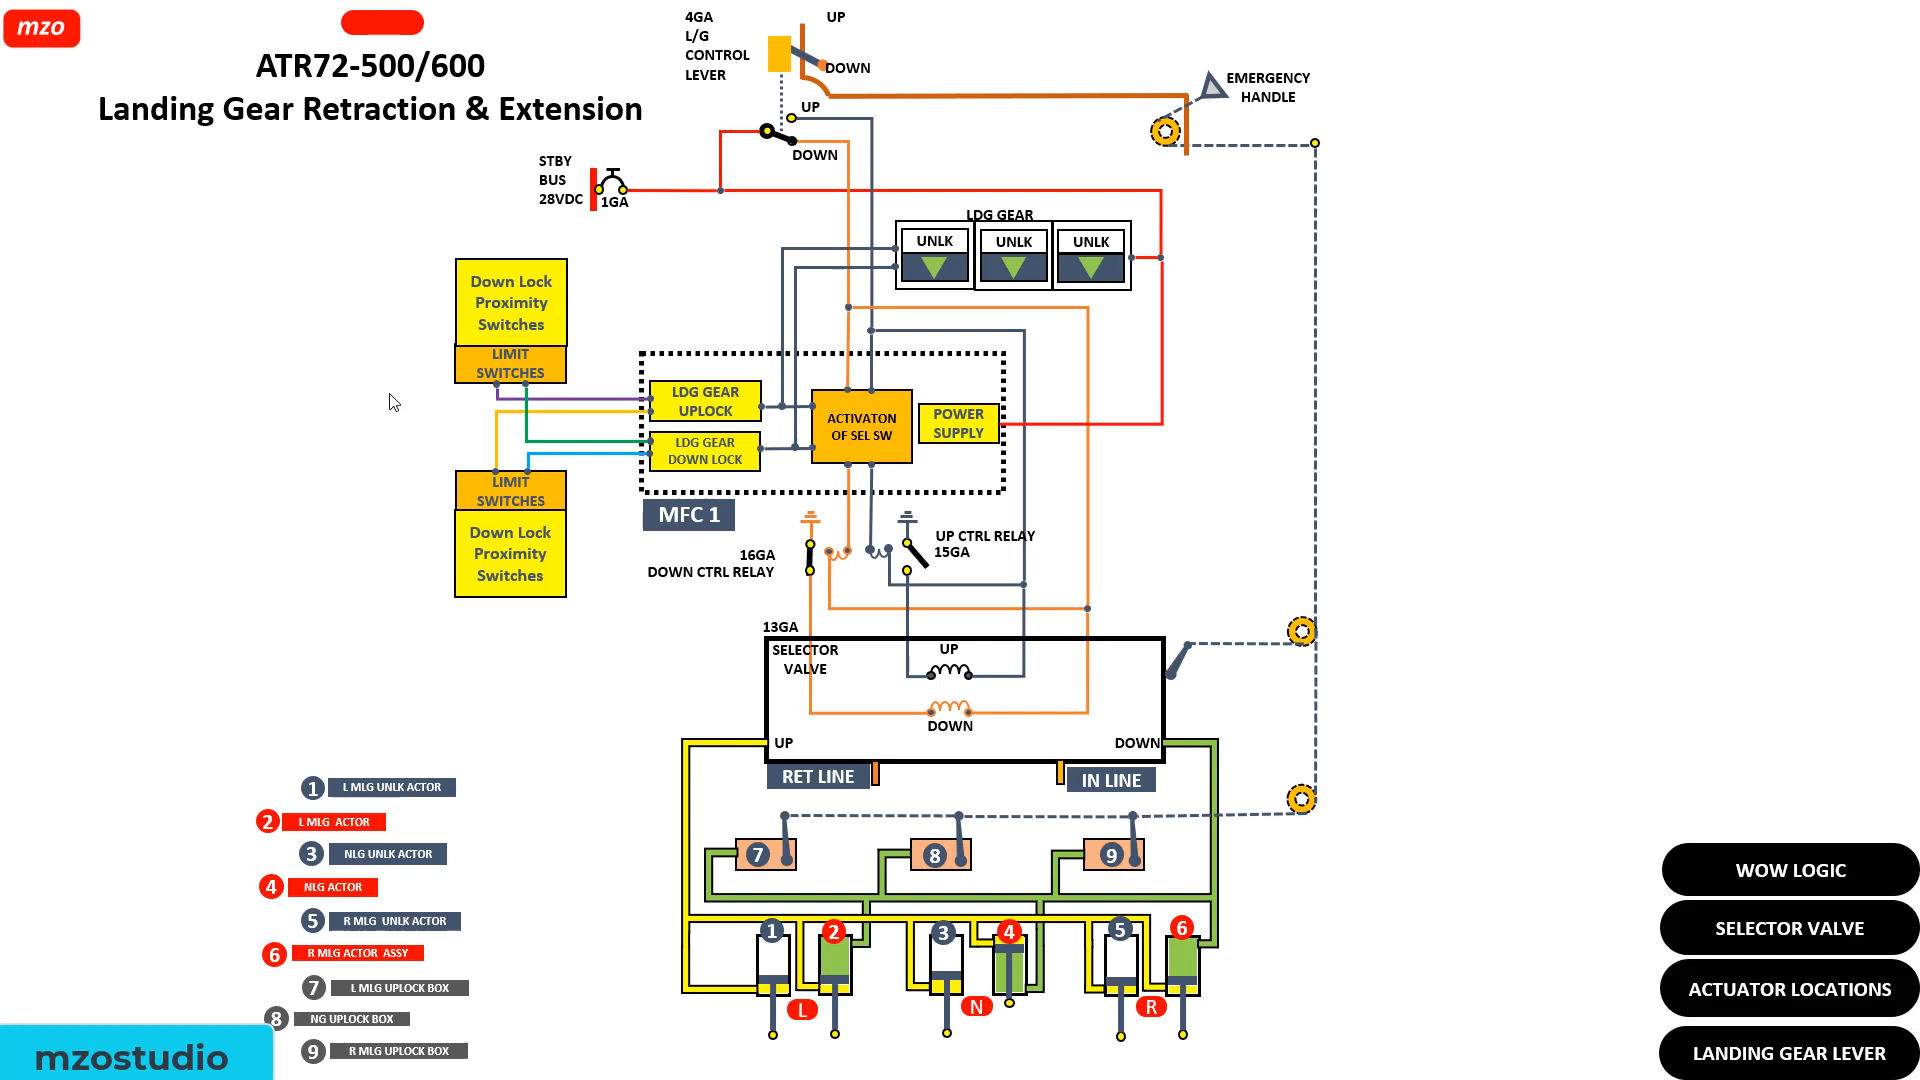 mzo
ATR72-500/600
Landing Gear Retraction & Extension
4GA
L/G
CONTROL
LEVER
UP
DOWN
UP
DOWN
EMERGENCY
HANDLE
STBY
BUS
28VDC
1GA
LDG GEAR
UNLK
UNLK
UNLK
Down Lock
Proximity
Switches
LIMIT
SWITCHES
LDG GEAR
UPLOCK
LDG GEAR
DOWN LOCK
ACTIVATON
OF SEL SW
POWER
SUPPLY
LIMIT
SWITCHES
Down Lock
Proximity
Switches
MFC 1
16GA
DOWN CTRL RELAY
UP CTRL RELAY
15GA
13GA
SELECTOR
VALVE
UP
DOWN
UP
DOWN
RET LINE
IN LINE
1 L MLG UNLK ACTOR
2 L MLG ACTOR
3 NLG UNLK ACTOR
4 NLG ACTOR
5 R MLG UNLK ACTOR
6 R MLG ACTOR ASSY
7 L MLG UPLOCK BOX
8 NG UPLOCK BOX
9 R MLG UPLOCK BOX
7
8
9
1
2
3
4
5
6
L
N
R
WOW LOGIC
SELECTOR VALVE
ACTUATOR LOCATIONS
LANDING GEAR LEVER
mzostudio